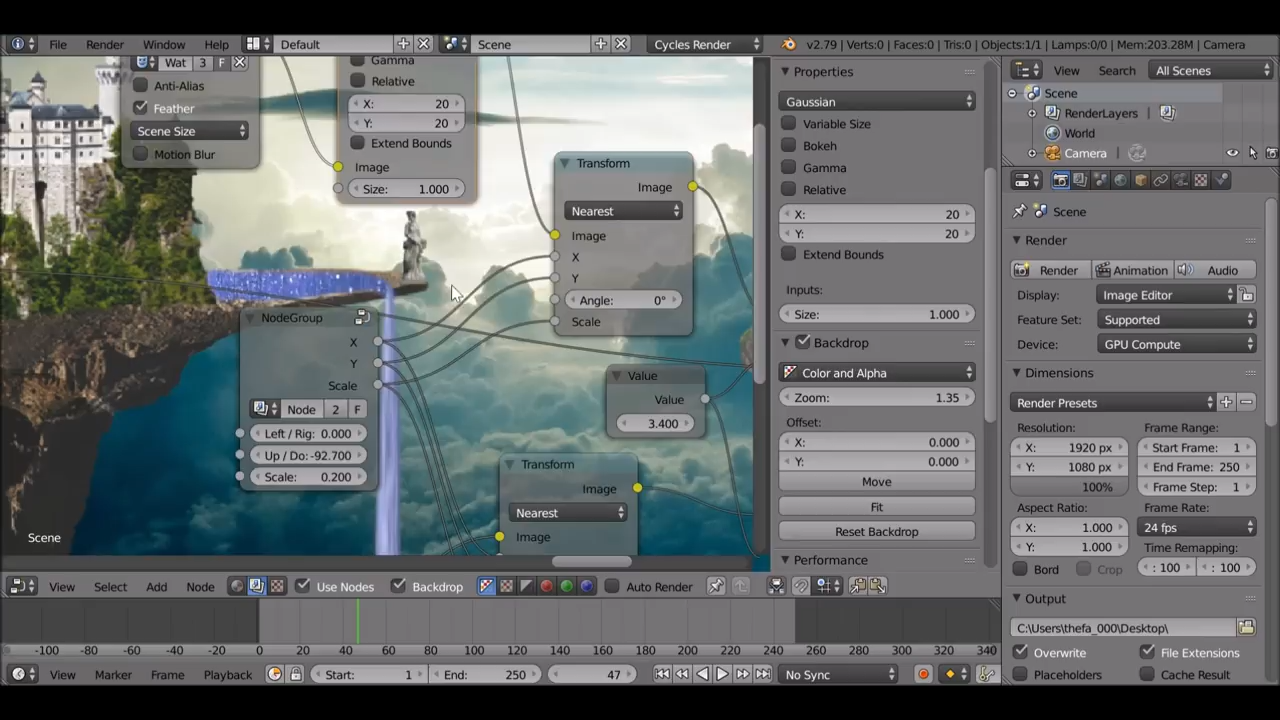 File Render Window Help Default Scene Cycles Render v2.79 | Verts:0 | Faces:0 | Tris:0 | Objects:1/1 | Lamps:0/0 | Mem:203.28M | Camera
Wat 3 F
Anti-Alias
Feather
Scene Size
Motion Blur
Gamma
Relative
X: 20
Y: 20
Extend Bounds
Image
Size: 1.000
Transform
Image
Nearest
Image
X
Y
Angle: 0°
Scale
NodeGroup
X
Y
Scale
Node 2 F
Left / Rig: 0.000
Up / Do: -92.700
Scale: 0.200
Value
Value
3.400
Transform
Image
Nearest
Image
Scene
Properties
Gaussian
Variable Size
Bokeh
Gamma
Relative
X: 20
Y: 20
Extend Bounds
Inputs:
Size: 1.000
Backdrop
Color and Alpha
Zoom: 1.35
Offset:
X: 0.000
Y: 0.000
Move
Fit
Reset Backdrop
Performance
View Search All Scenes
Scene
RenderLayers
World
Camera
Scene
Render
Render Animation Audio
Display: Image Editor
Feature Set: Supported
Device: GPU Compute
Dimensions
Render Presets
Resolution: Frame Range:
X: 1920 px Start Frame: 1
Y: 1080 px End Frame: 250
100% Frame Step: 1
Aspect Ratio: Frame Rate:
X: 1.000 24 fps
Y: 1.000 Time Remapping:
Bord Crop : 100 : 100
Output
C:\Users\thefa_000\Desktop\
Overwrite File Extensions
Placeholders Cache Result
View Select Add Node Use Nodes Backdrop Auto Render
-100 -80 -60 -40 -20 0 20 40 60 80 100 120 140 160 180 200 220 240 260 280 300 320 340
View Marker Frame Playback Start: 1 End: 250 47 No Sync